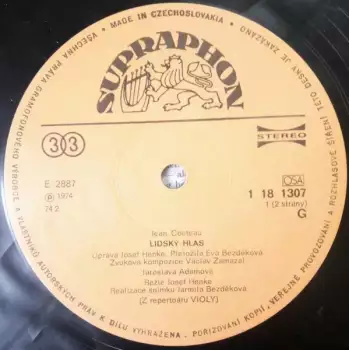 MADE IN CZECHOSLOVAKIA • VŠECHNA PRÁVA GRAMOFONOVÉHO VÝROBCE A VLASTNÍKŮ AUTORSKÝCH PRÁV K DÍLU VYHRAZENA. POŘIZOVÁNÍ KOPIÍ, VEŘEJNÉ PROVOZOVÁNÍ A ROZHLASOVÉ ŠÍŘENÍ TÉTO DESKY JE ZAKÁZÁNO
SUPRAPHON
33
STEREO
E 2887
Ⓟ 1974
74 2
OSA
1 18 1307
1 (2 strany)
G
Jean Cocteau
LIDSKÝ HLAS
Úprava Josef Henke, Přeložila Eva Bezděková
Zvuková kompozice Václav Zamazal
Jaroslava Adamová
Režie Josef Henke
Realizace snímku Jarmila Bezděková
(Z repertoáru VIOLY)